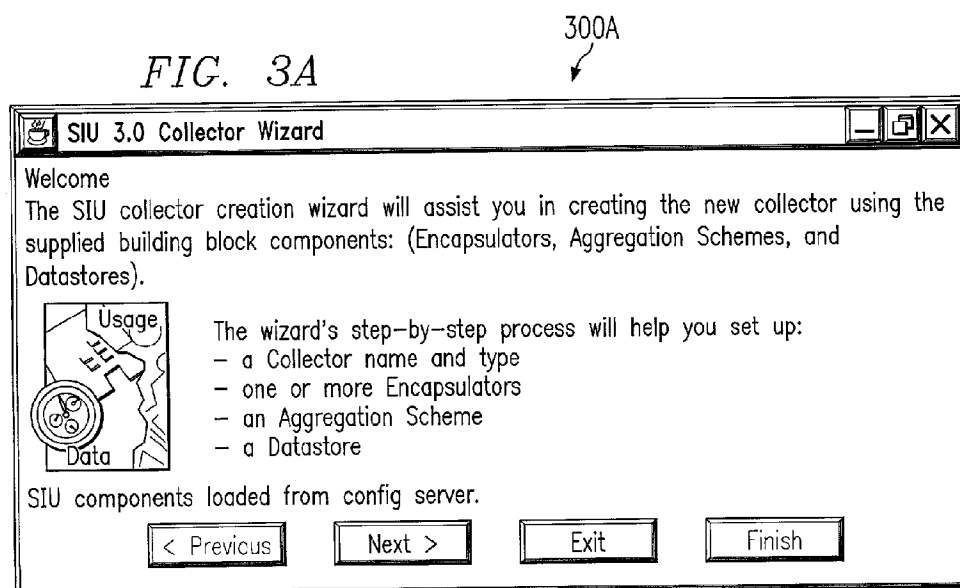 300A
FIG. 3A
SIU 3.0 Collector Wizard
Welcome
The SIU collector creation wizard will assist you in creating the new collector using the
supplied building block components: (Encapsulators, Aggregation Schemes, and
Datastores).
Usage
Data
The wizard's step-by-step process will help you set up:
- a Collector name and type
- one or more Encapsulators
- an Aggregation Scheme
- a Datastore
SIU components loaded from config server.
< Previous
Next >
Exit
Finish